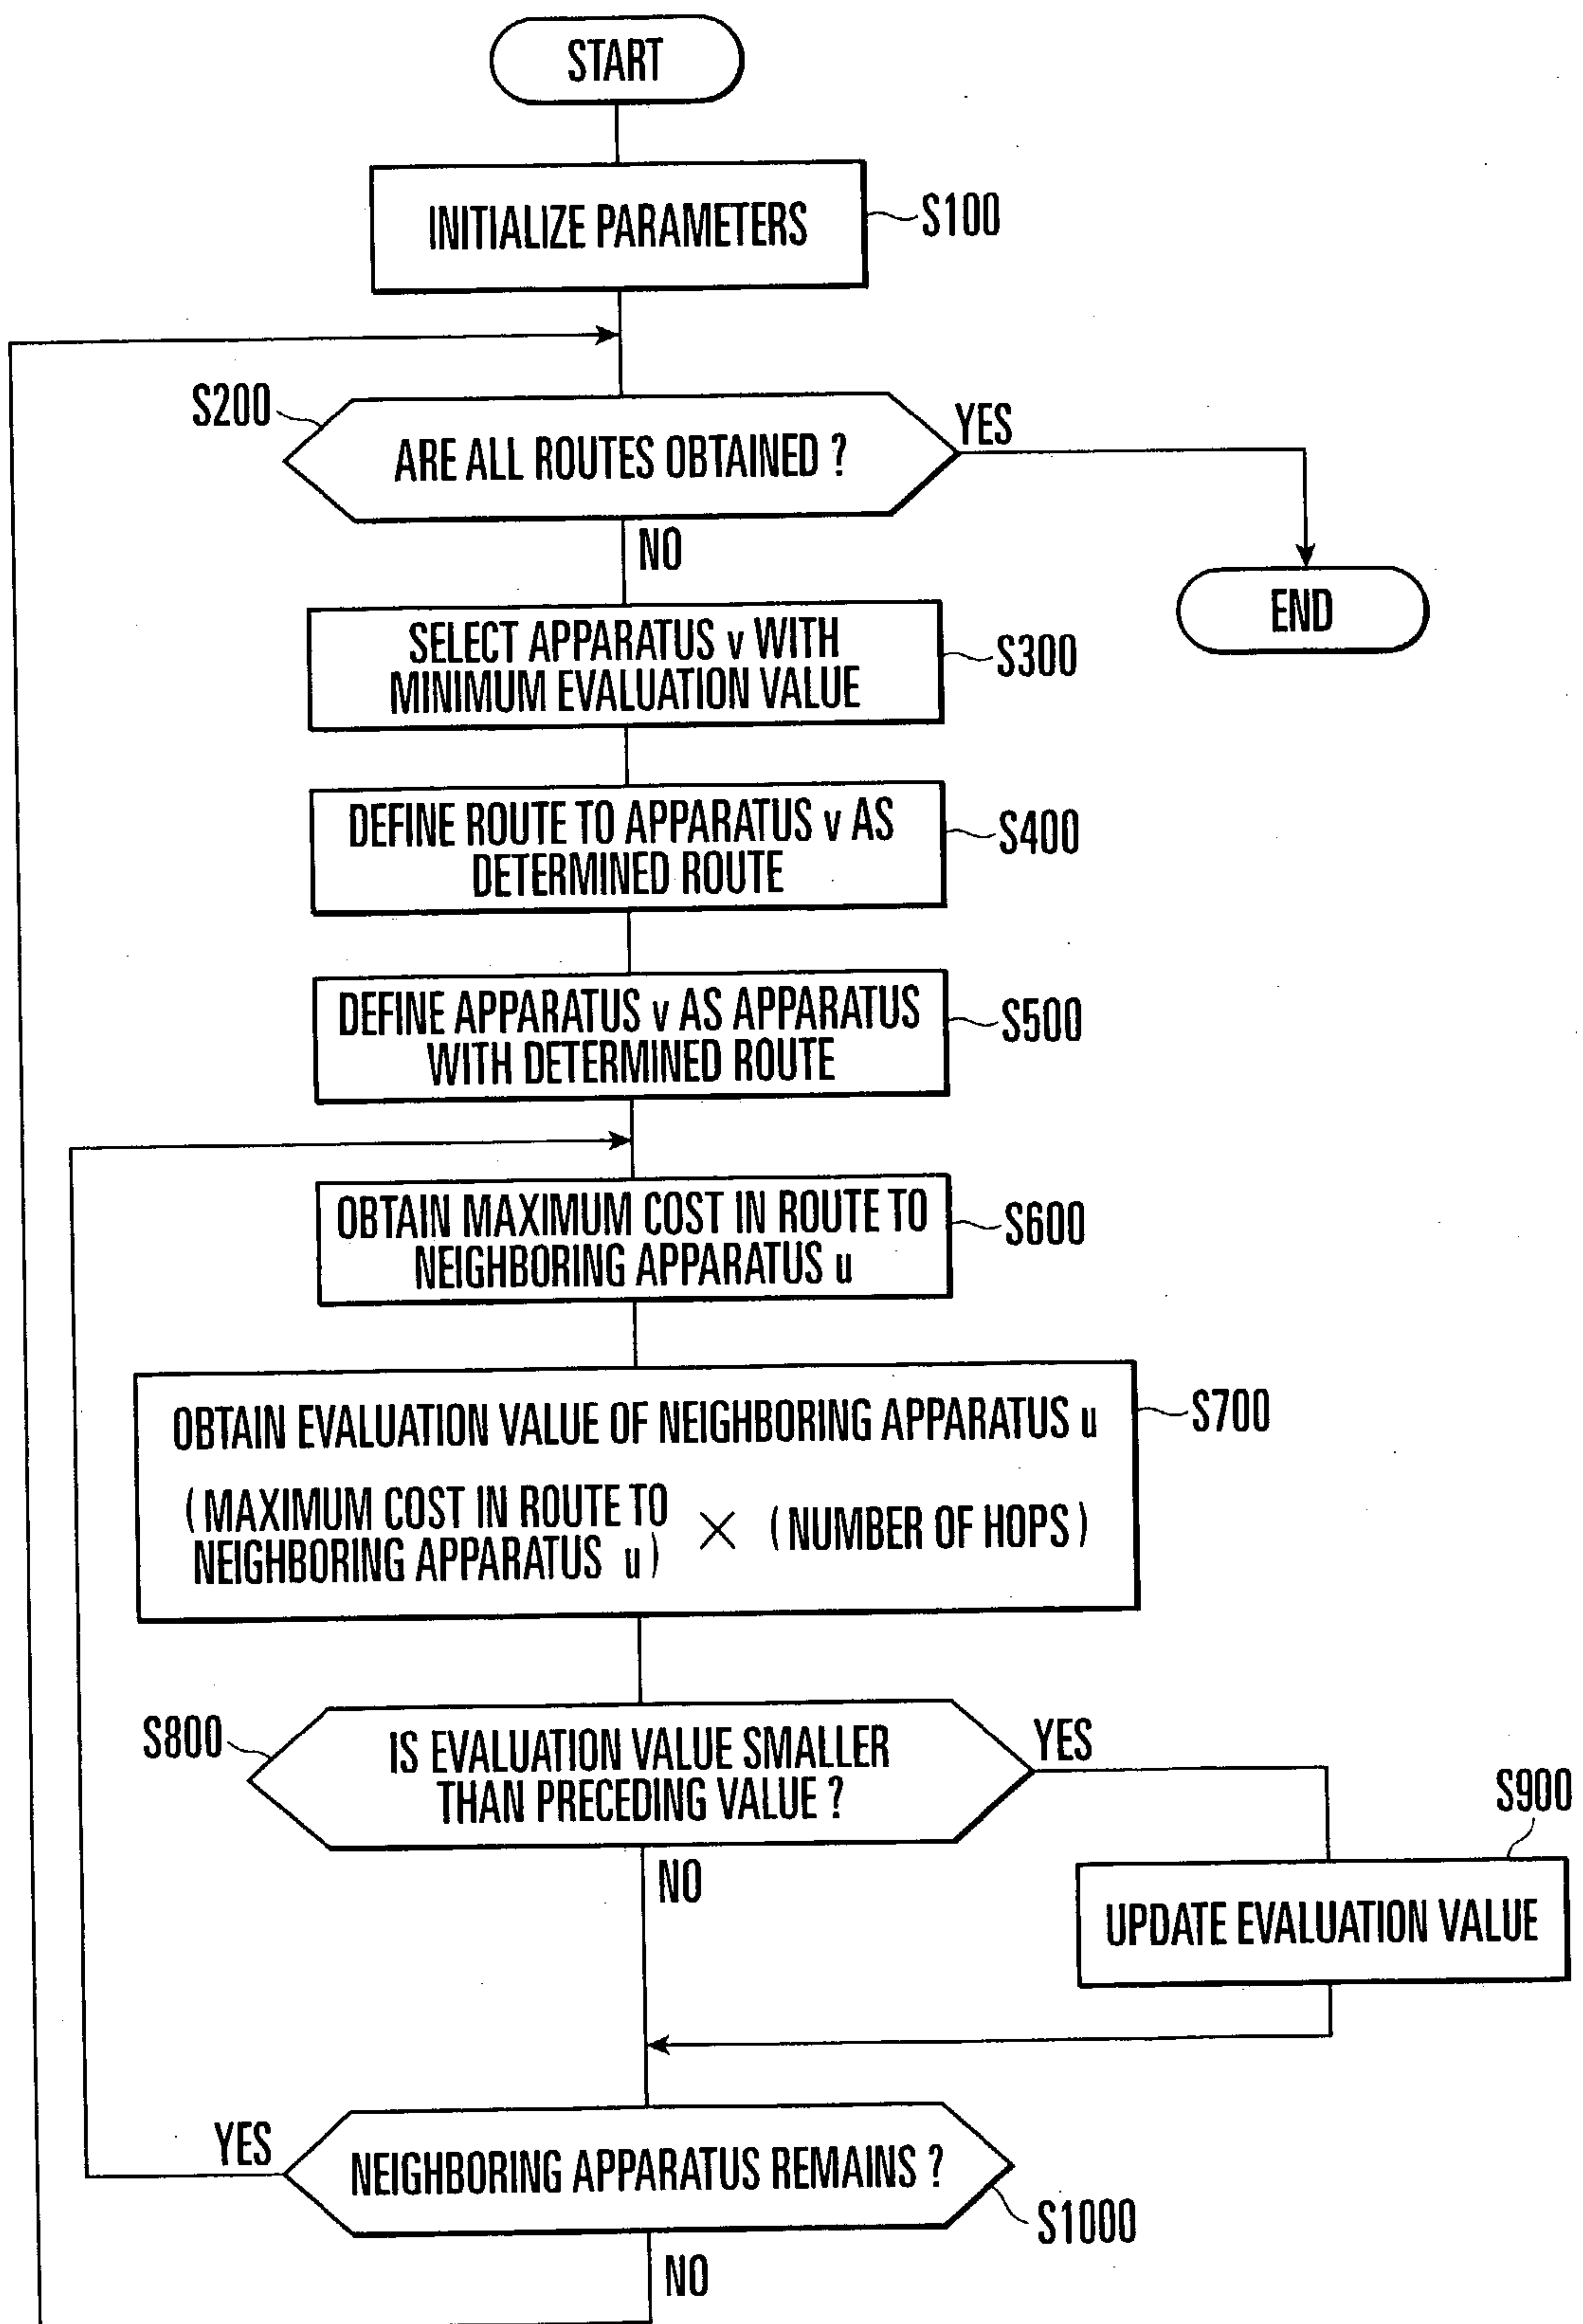 START
INITIALIZE PARAMETERS
S100
S200
ARE ALL ROUTES OBTAINED ?
YES
NO
END
SELECT APPARATUS v WITH
MINIMUM EVALUATION VALUE
S300
DEFINE ROUTE TO APPARATUS v AS
DETERMINED ROUTE
S400
DEFINE APPARATUS v AS APPARATUS
WITH DETERMINED ROUTE
S500
OBTAIN MAXIMUM COST IN ROUTE TO
NEIGHBORING APPARATUS u
S600
OBTAIN EVALUATION VALUE OF NEIGHBORING APPARATUS u
(MAXIMUM COST IN ROUTE TO
NEIGHBORING APPARATUS u) × (NUMBER OF HOPS)
S700
S800
IS EVALUATION VALUE SMALLER
THAN PRECEDING VALUE ?
YES
NO
S900
UPDATE EVALUATION VALUE
YES
NEIGHBORING APPARATUS REMAINS ?
S1000
NO